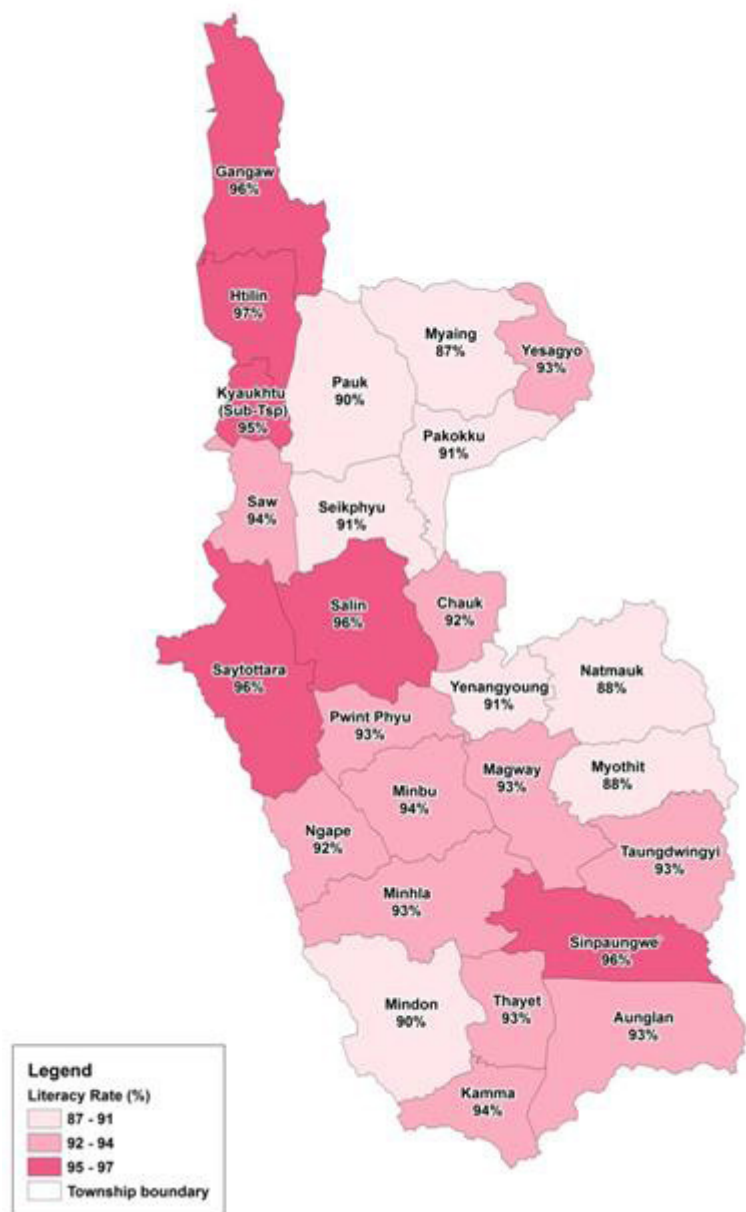 Gangaw
96%
Htilin
97%
Myaing
87%
Yesagyo
93%
Pauk
90%
Kyaukhtu
(Sub-Tsp)
95%
Pakokku
91%
Saw
94%
Seikphyu
91%
Salin
96%
Chauk
92%
Saytottara
96%
Natmauk
88%
Yenangyoung
91%
Pwint Phyu
93%
Magway
93%
Myothit
88%
Minbu
94%
Ngape
92%
Taungdwingyi
93%
Minhla
93%
Sinpaungwe
96%
Mindon
90%
Thayet
93%
Aunglan
93%
Kamma
94%
Legend
Literacy Rate (%)
87 - 91
92 - 94
95 - 97
Township boundary